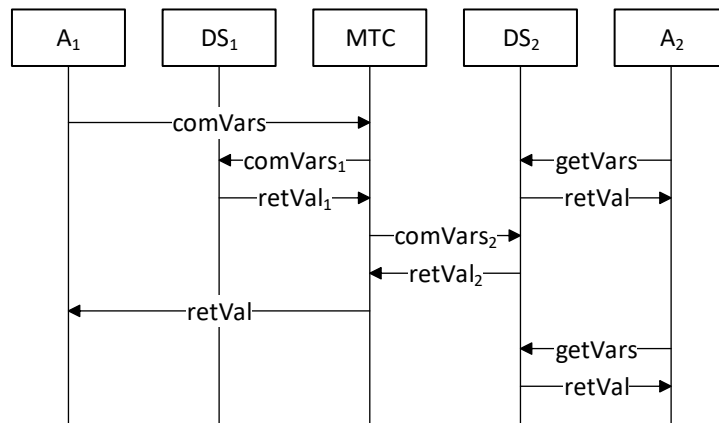 A₁ DS₁ MTC DS₂ A₂
comVars
comVars₁ getVars
retVal₁ retVal
comVars₂
retVal₂
retVal
getVars
retVal